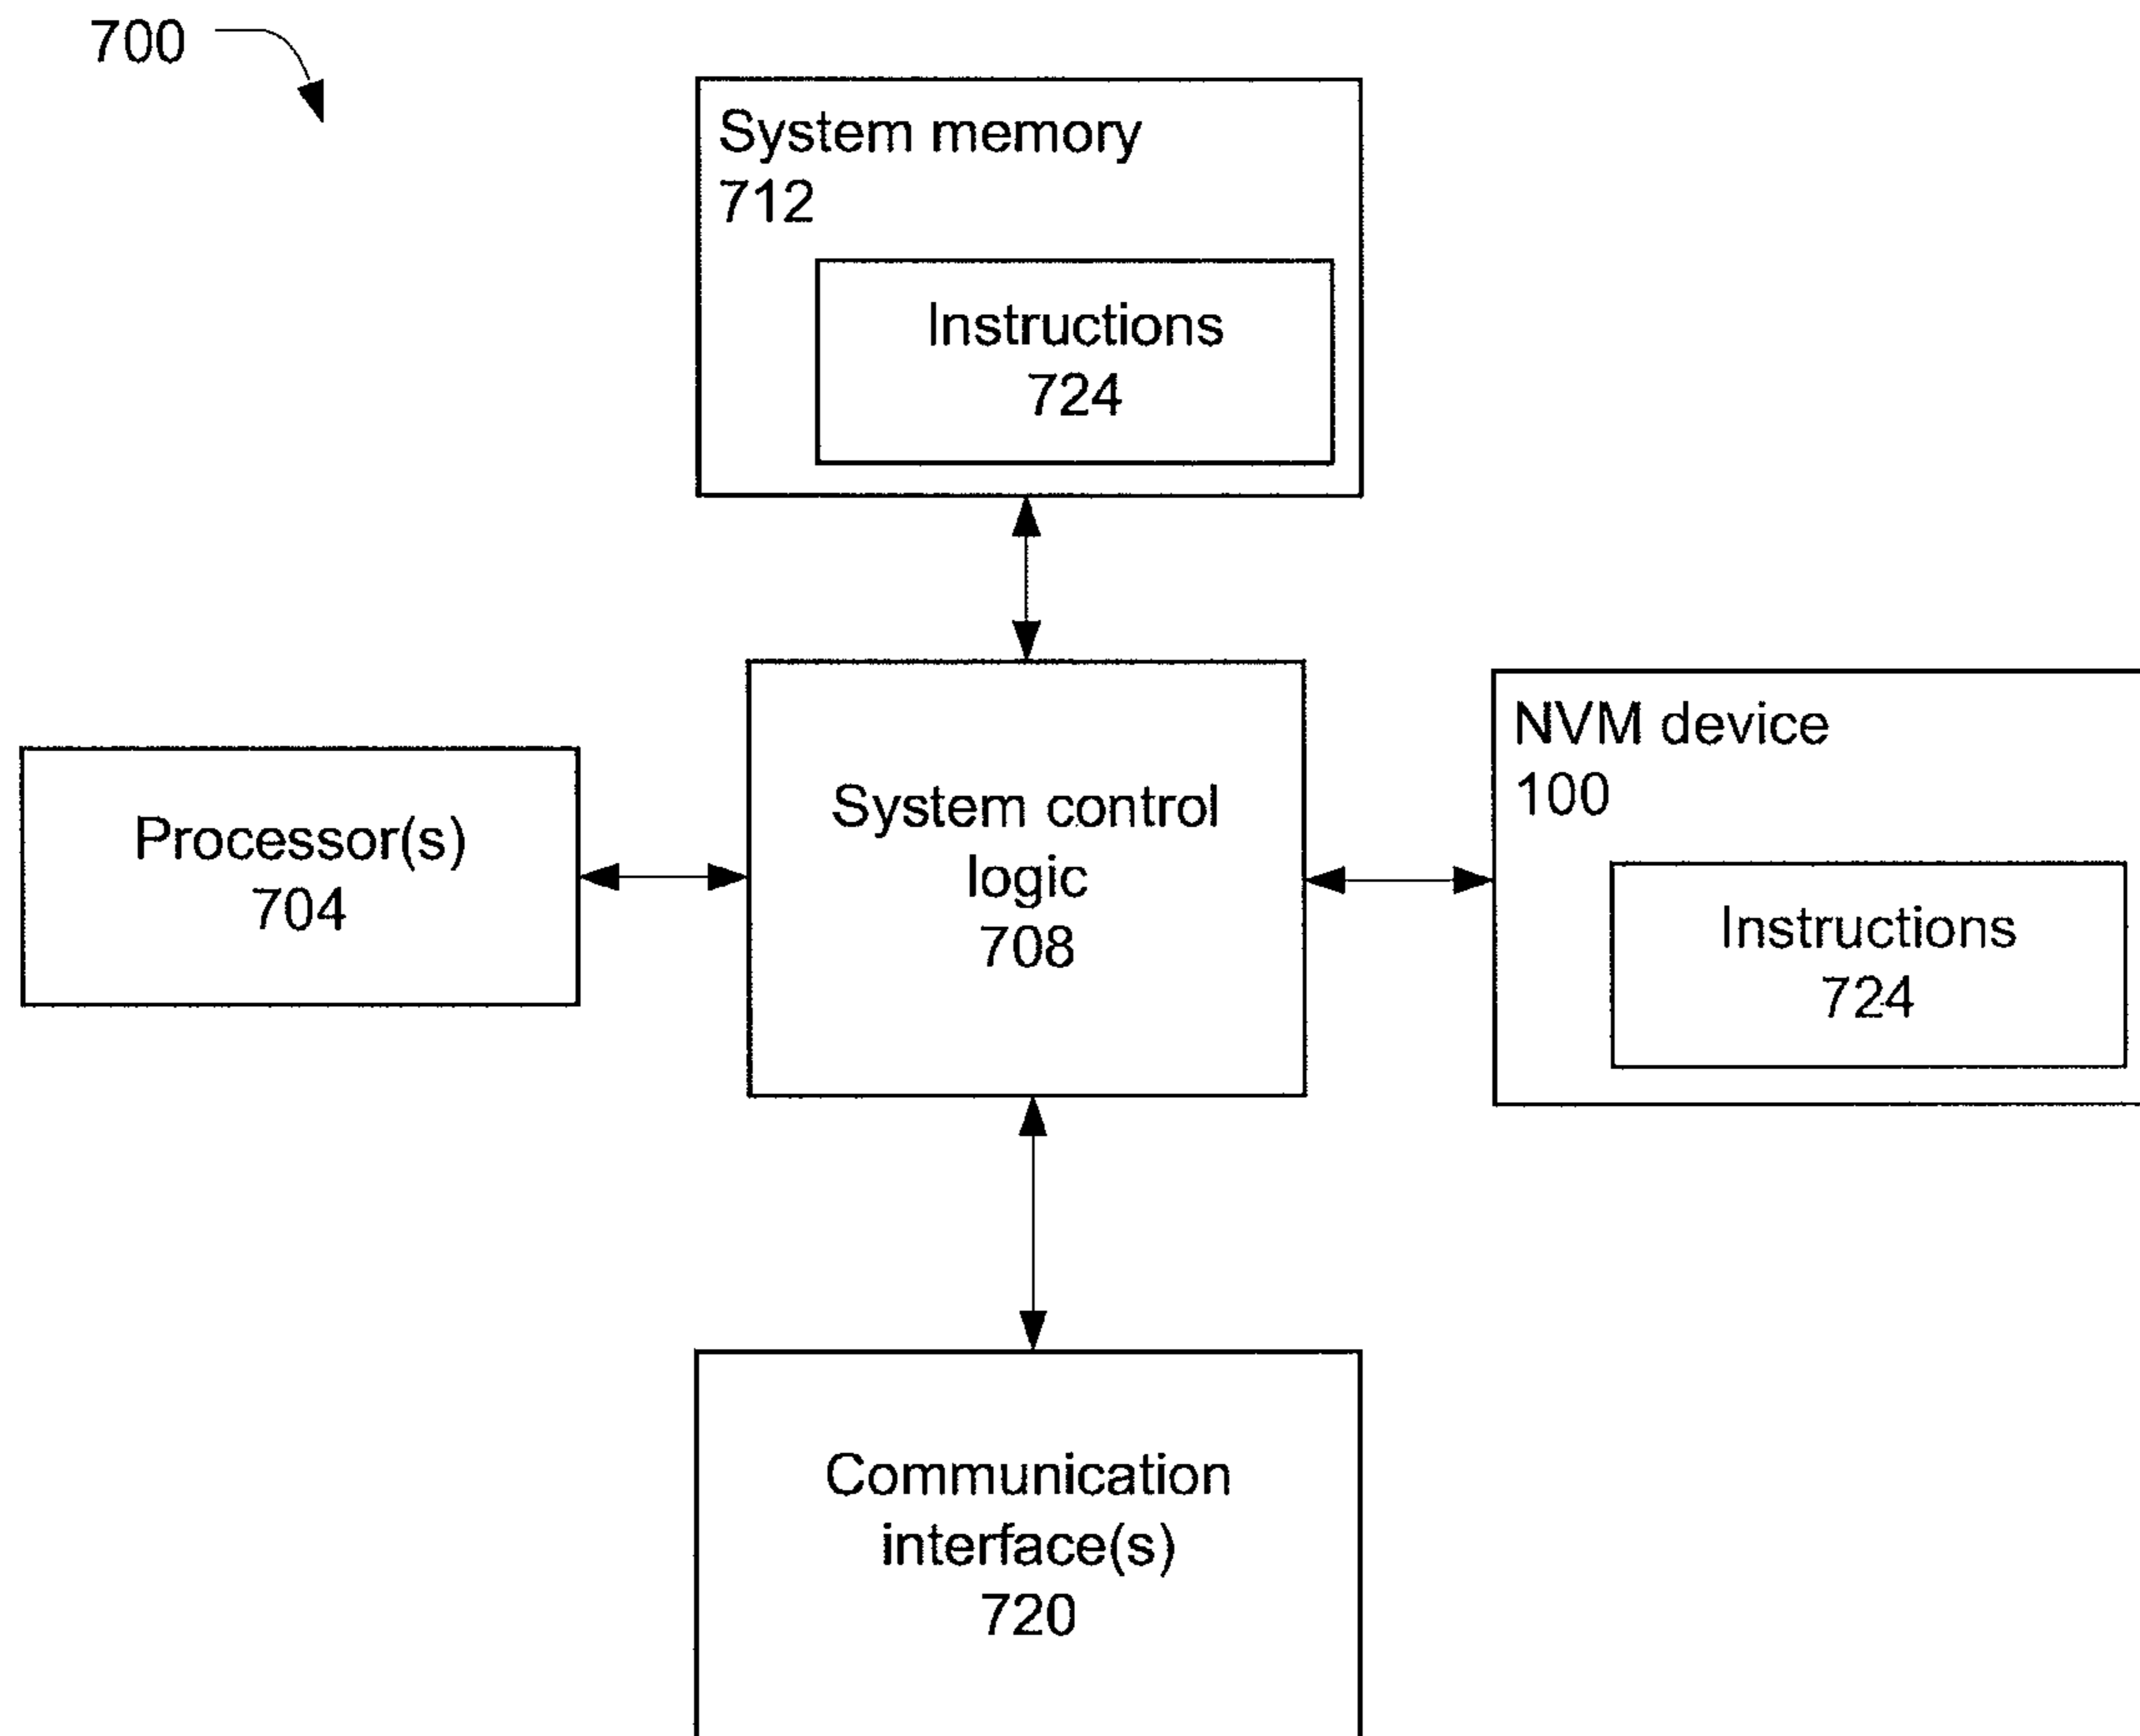 700
System memory
712
Instructions
724
Processor(s)
704
System control
logic
708
NVM device
100
Instructions
724
Communication
interface(s)
720